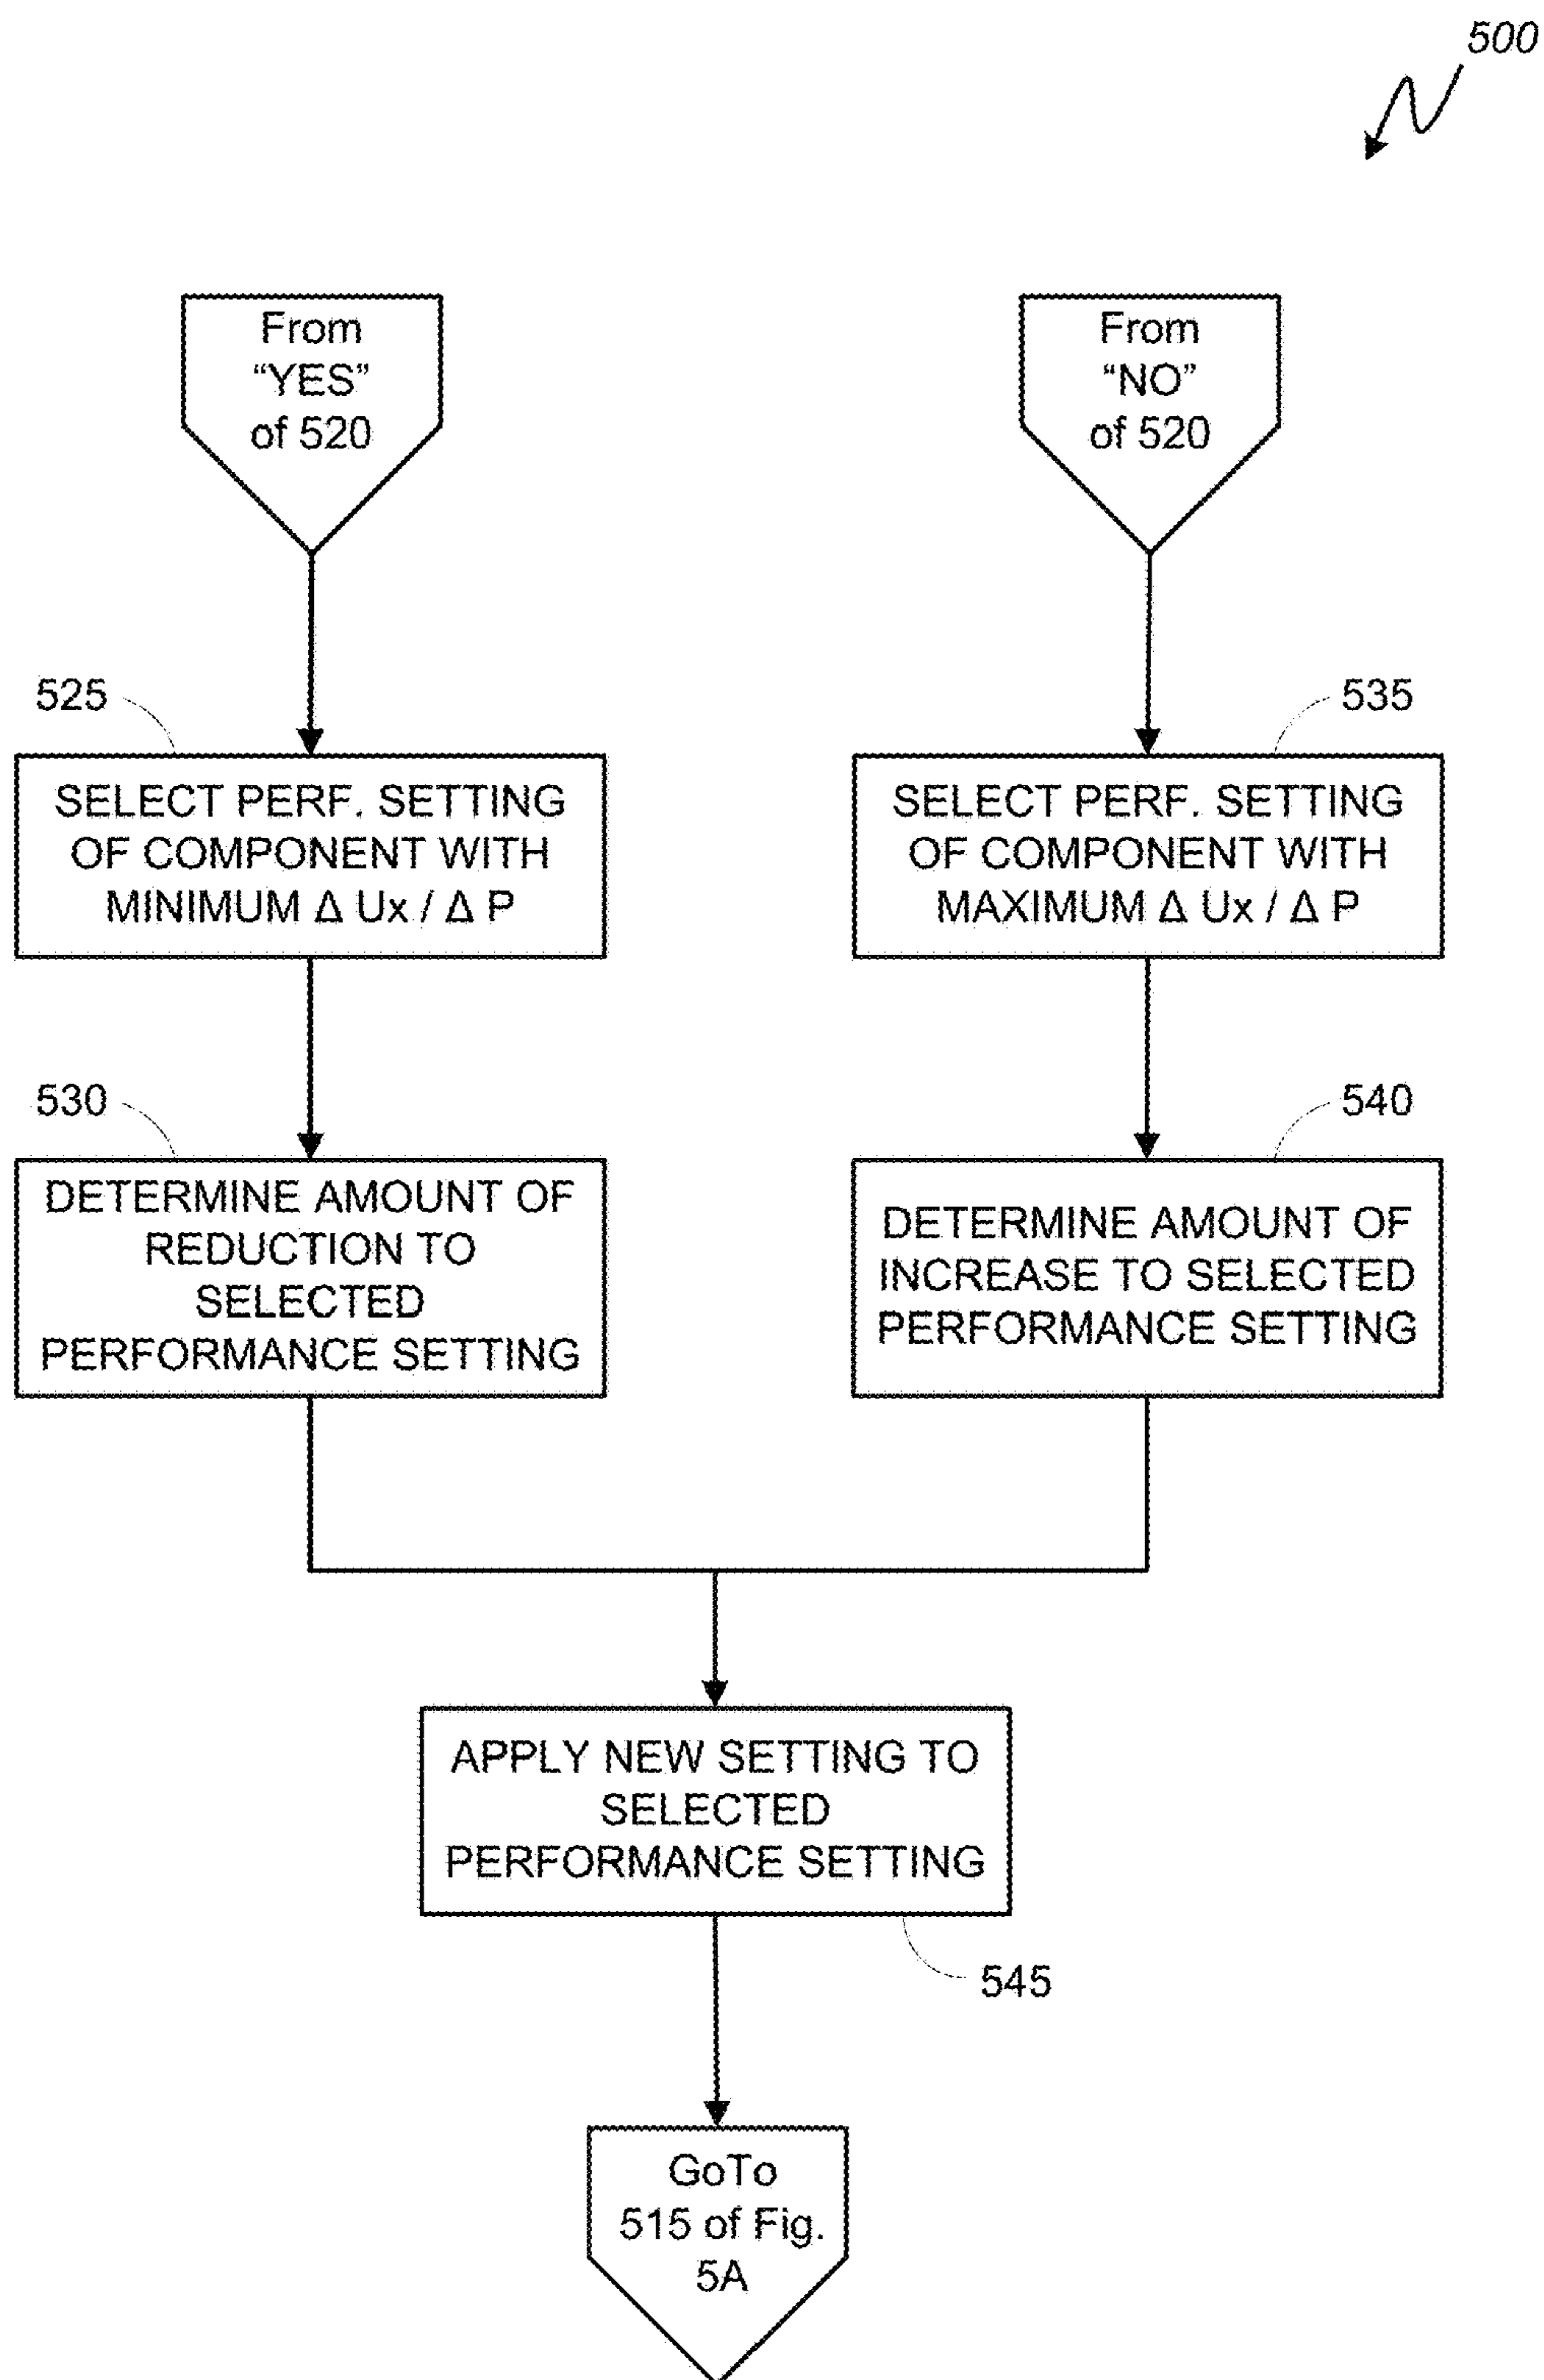 500
From
“YES”
of 520
From
“NO”
of 520
525
535
SELECT PERF. SETTING
OF COMPONENT WITH
MINIMUM Δ Ux / Δ P
SELECT PERF. SETTING
OF COMPONENT WITH
MAXIMUM Δ Ux / Δ P
530
540
DETERMINE AMOUNT OF
REDUCTION TO
SELECTED
PERFORMANCE SETTING
DETERMINE AMOUNT OF
INCREASE TO SELECTED
PERFORMANCE SETTING
APPLY NEW SETTING TO
SELECTED
PERFORMANCE SETTING
545
GoTo
515 of Fig.
5A